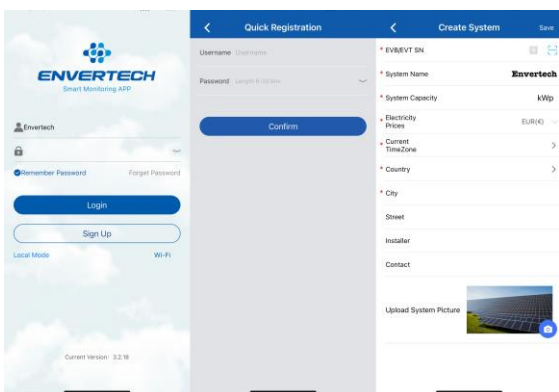 ENVERTECH
Smart Monitoring APP
Envertech
Remember Password
Forget Password
Login
Sign Up
Local Mode
Wi-Fi
Current Version: 3.2.18
Quick Registration
Username Username
Password
Confirm
Create System
Save
* EVB/EVT SN
* System Name
Envertech
* System Capacity
kWp
* Electricity
Prices
EUR(€)
* Current
TimeZone
* Country
* City
Street
Installer
Contact
Upload System Picture